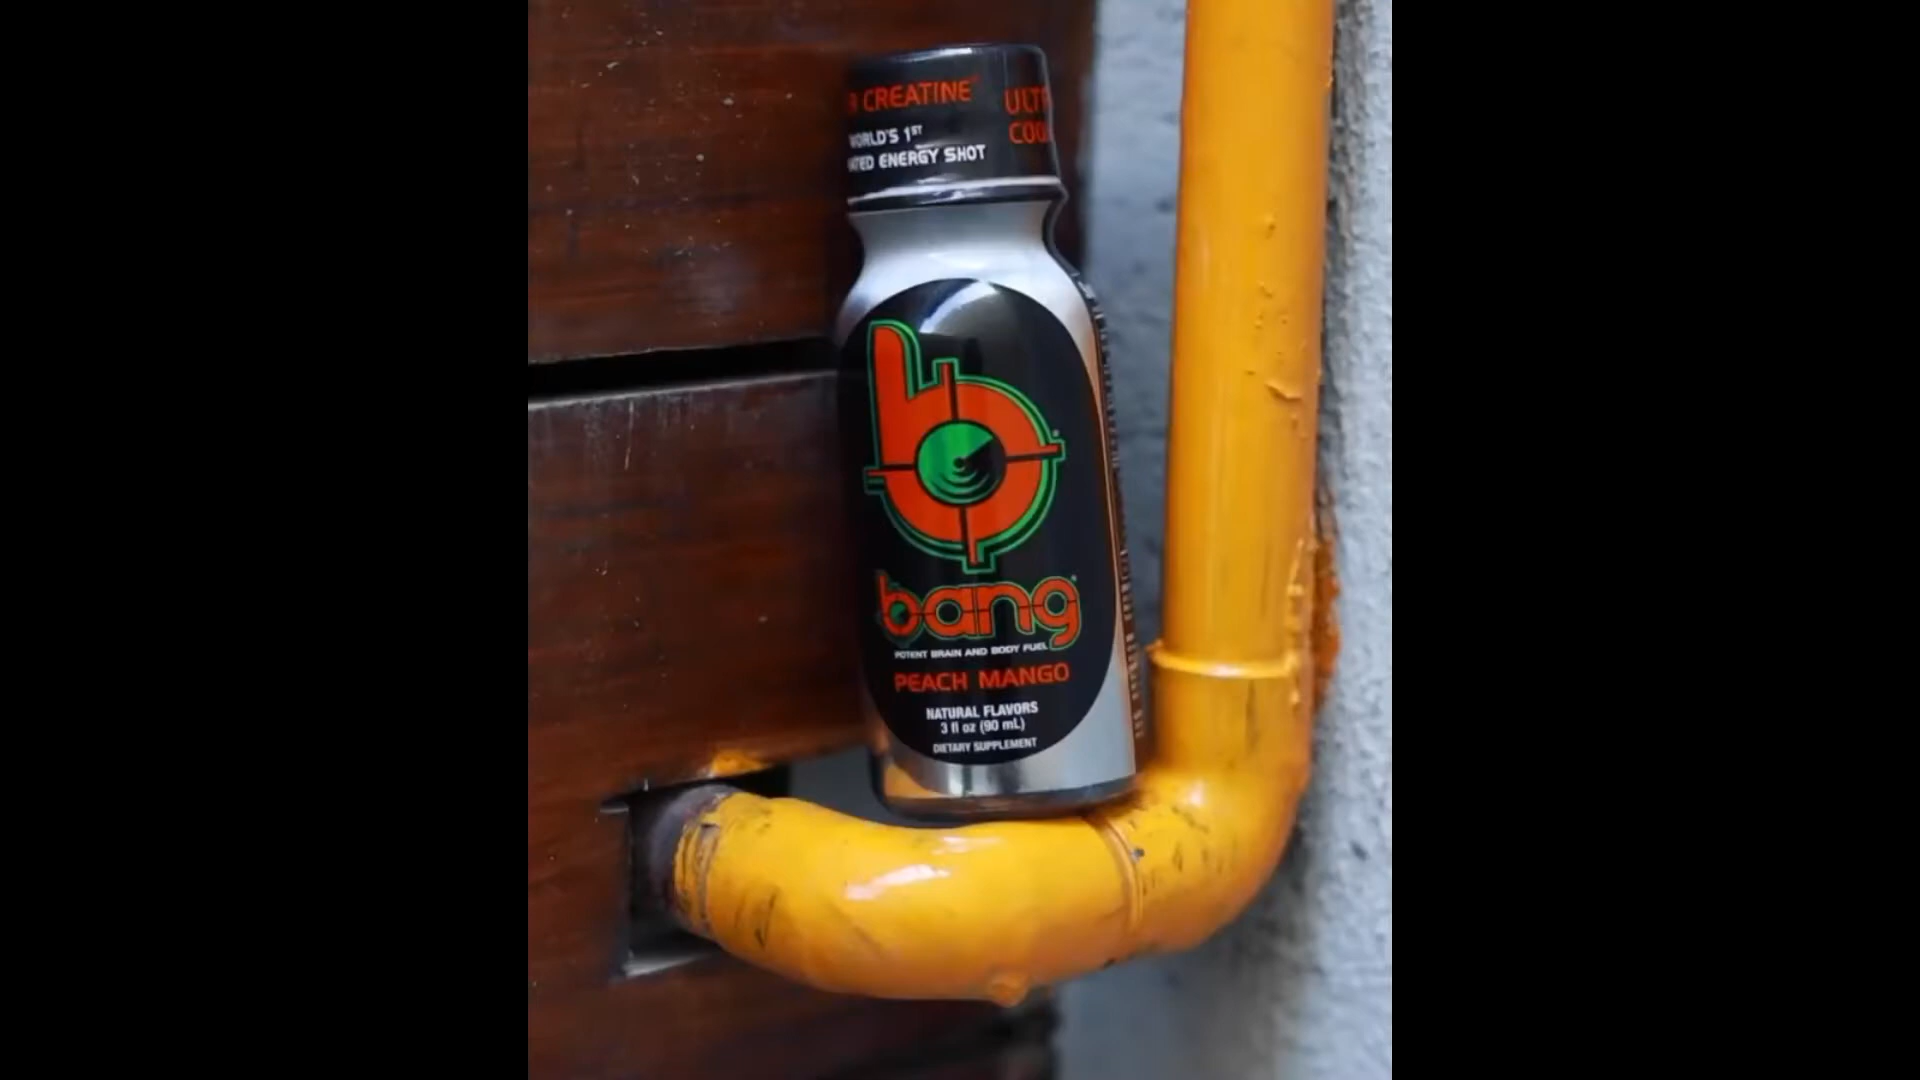 CREATINE
ULT
WORLD'S 1ST
COO
ATED ENERGY SHOT
b
bang®
POTENT BRAIN AND BODY FUEL
PEACH MANGO
NATURAL FLAVORS
3 fl oz (90 mL)
DIETARY SUPPLEMENT